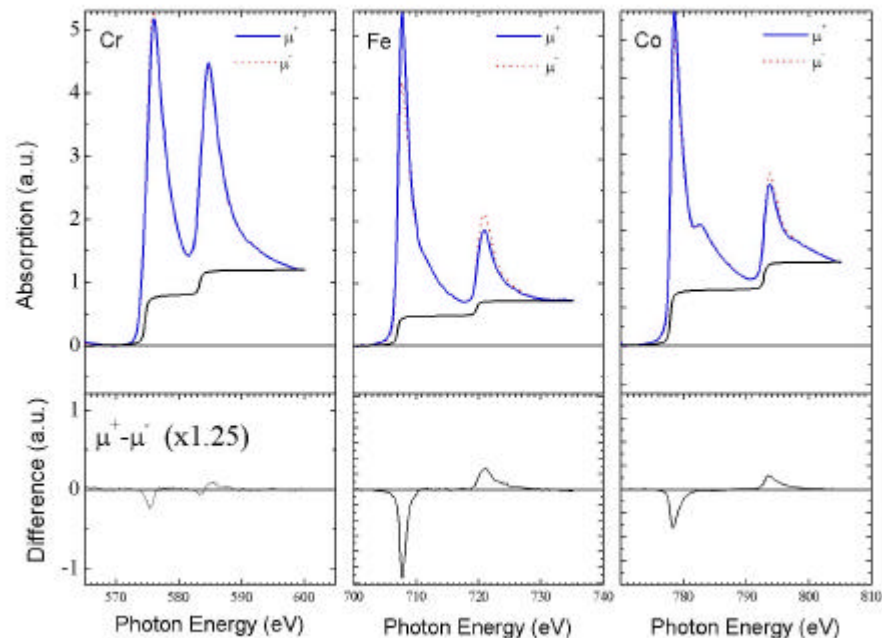 Cr
μ⁺
μ⁻
Fe
μ⁺
μ⁻
Co
μ⁺
μ⁻
Absorption (a.u.)
5
4
3
2
1
0
Difference (a.u.)
μ⁺-μ⁻ (x1.25)
1
0
-1
570 580 590 600
700 710 720 730 740
780 790 800 810
Photon Energy (eV)
Photon Energy (eV)
Photon Energy (eV)